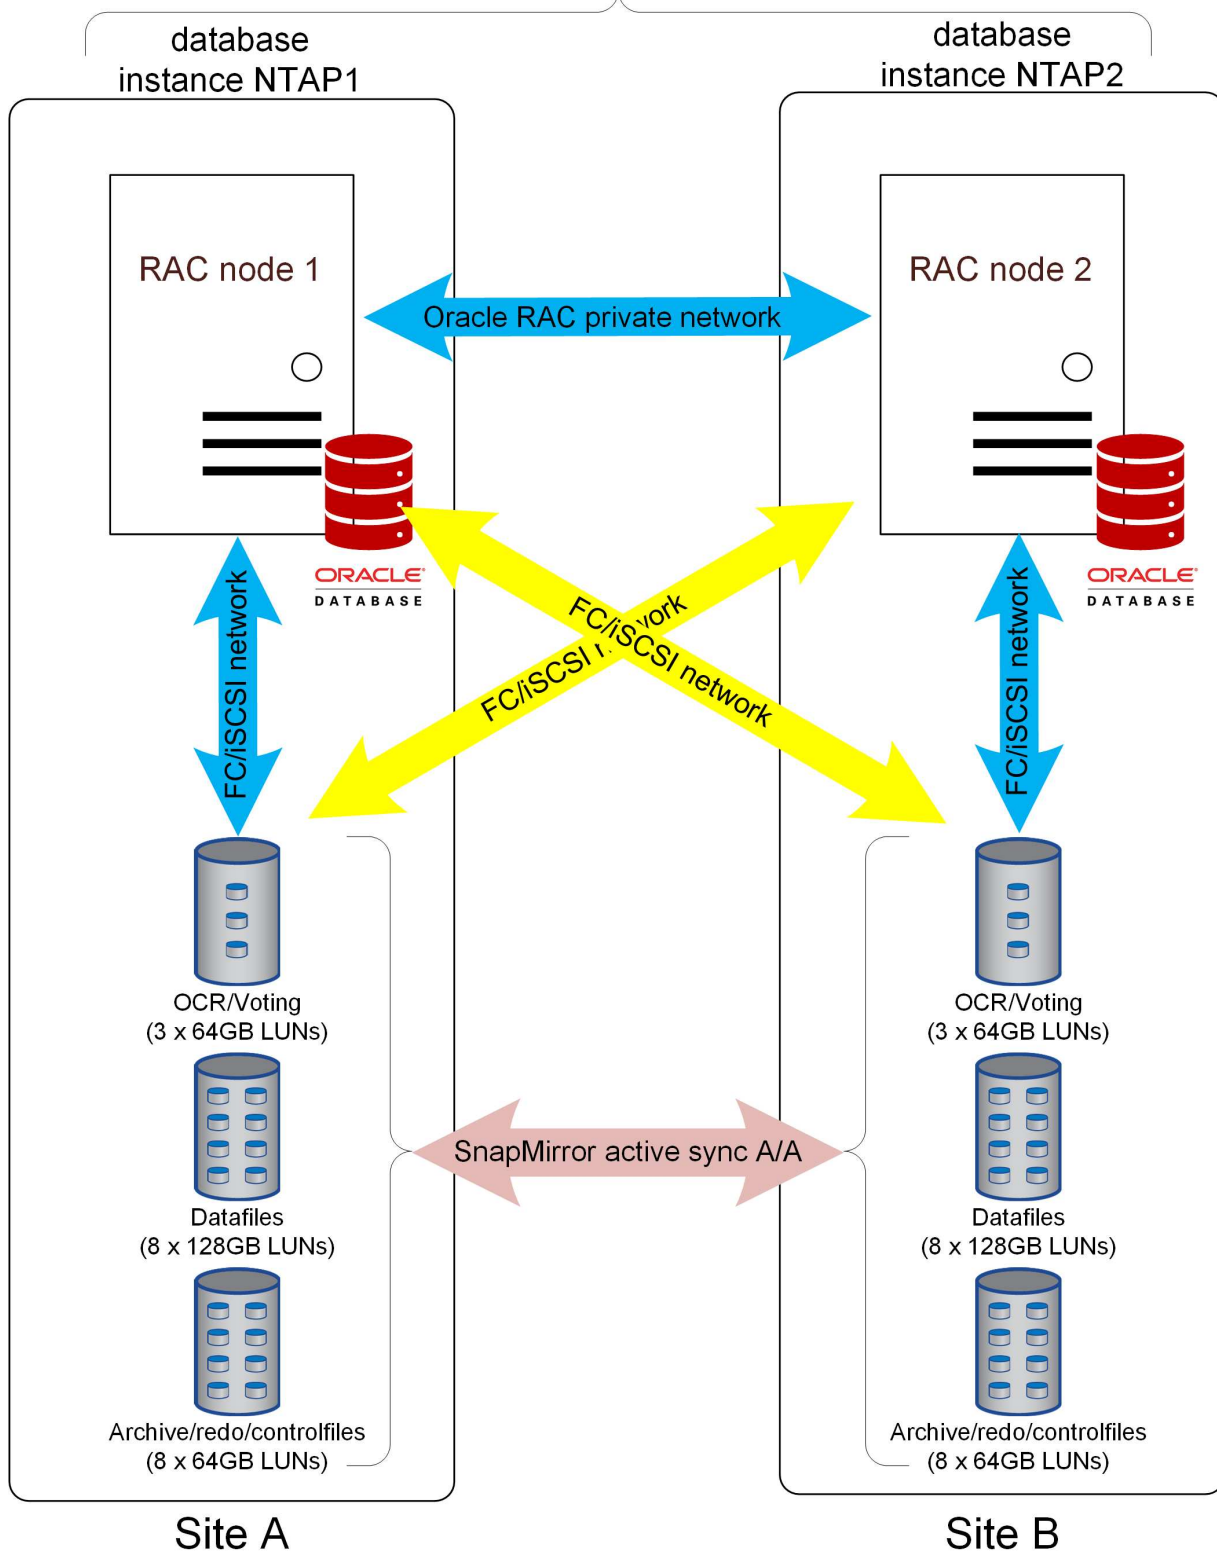 database
instance NTAP1
database
instance NTAP2
RAC node 1
RAC node 2
Oracle RAC private network
ORACLE®
DATABASE
ORACLE®
DATABASE
FC/iSCSI network
FC/iSCSI network
FC/iSCSI network
FC/iSCSI network
OCR/Voting
(3 x 64GB LUNs)
OCR/Voting
(3 x 64GB LUNs)
SnapMirror active sync A/A
Datafiles
(8 x 128GB LUNs)
Datafiles
(8 x 128GB LUNs)
Archive/redo/controlfiles
(8 x 64GB LUNs)
Archive/redo/controlfiles
(8 x 64GB LUNs)
Site A
Site B